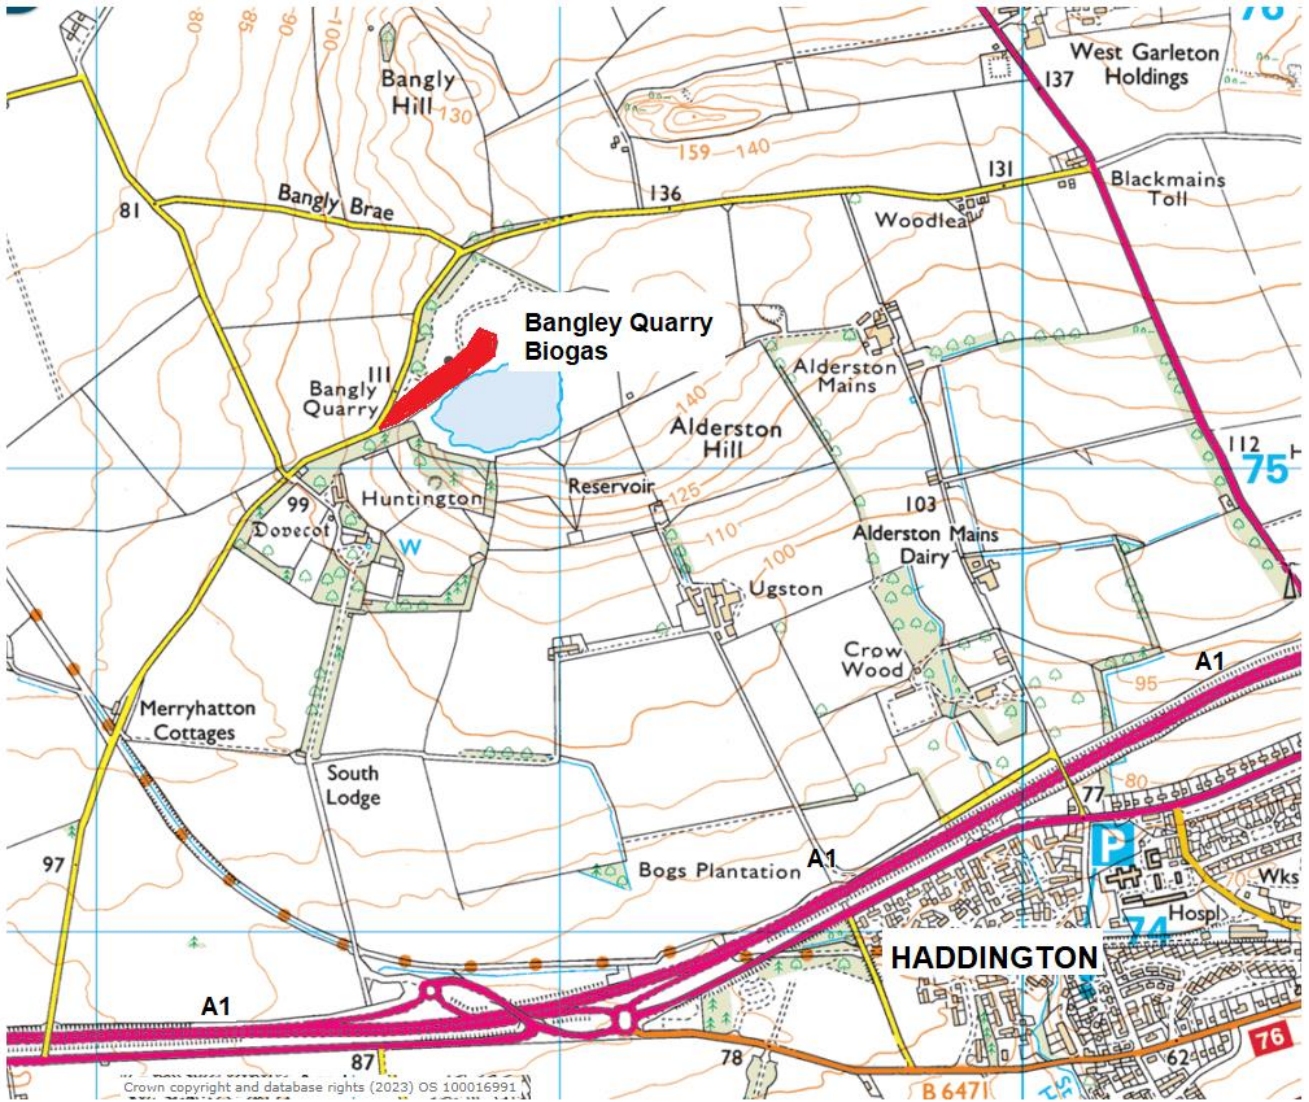 80
85
90
100
76
West Garleton
Holdings
Bangly
Hill
130
137
159
140
131
Blackmains
Toll
81
Bangly Brae
136
Woodlea
Bangley Quarry
Biogas
111
Bangly
Quarry
Alderston
Mains
140
Alderston
Hill
112
H
75
Reservoir
125
Huntington
99
Dovecot
103
W
110
Alderston Mains
Dairy
100
Ugston
Crow
Wood
A1
95
Merryhatton
Cottages
South
Lodge
80
77
97
P
A1
Bogs Plantation
70
Wks
Hospl
74
HADDINGTON
A1
87
78
62
76
B 6471
Crown copyright and database rights (2023) OS 100016991